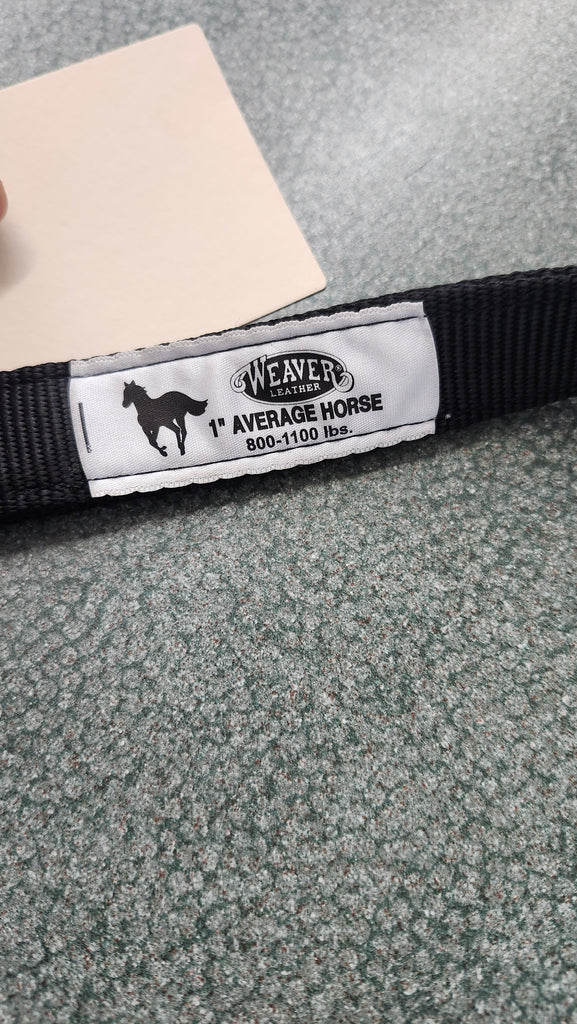 WEAVER®
LEATHER
1" AVERAGE HORSE
800-1100 lbs.